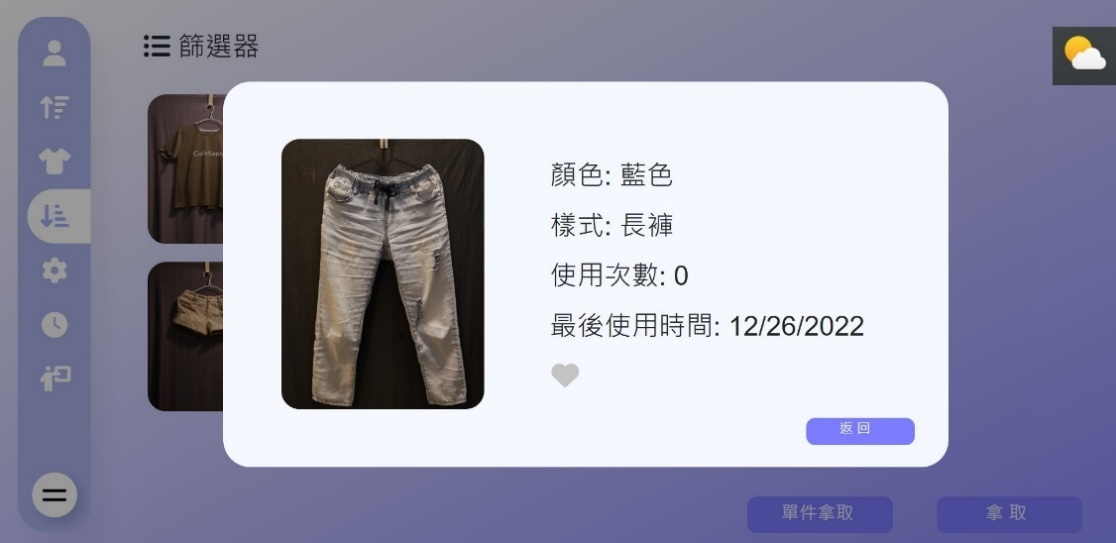 篩選器
顏色: 藍色
樣式: 長褲
使用次數: 0
最後使用時間: 12/26/2022
返回
單件拿取
拿取